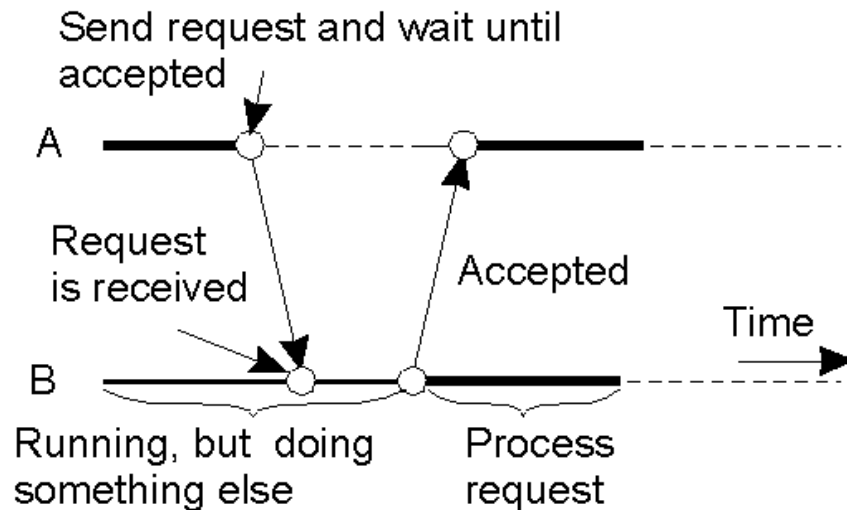 Send request and wait until
accepted
A
Request
is received
Accepted
Time
B
Running, but doing
something else
Process
request